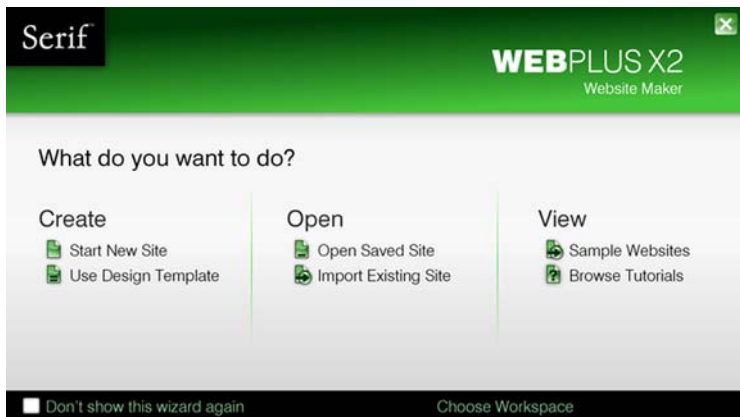 Serif
WEBPLUS X2
Website Maker
What do you want to do?
Create
Start New Site
Use Design Template
Open
Open Saved Site
Import Existing Site
View
Sample Websites
Browse Tutorials
Don't show this wizard again
Choose Workspace